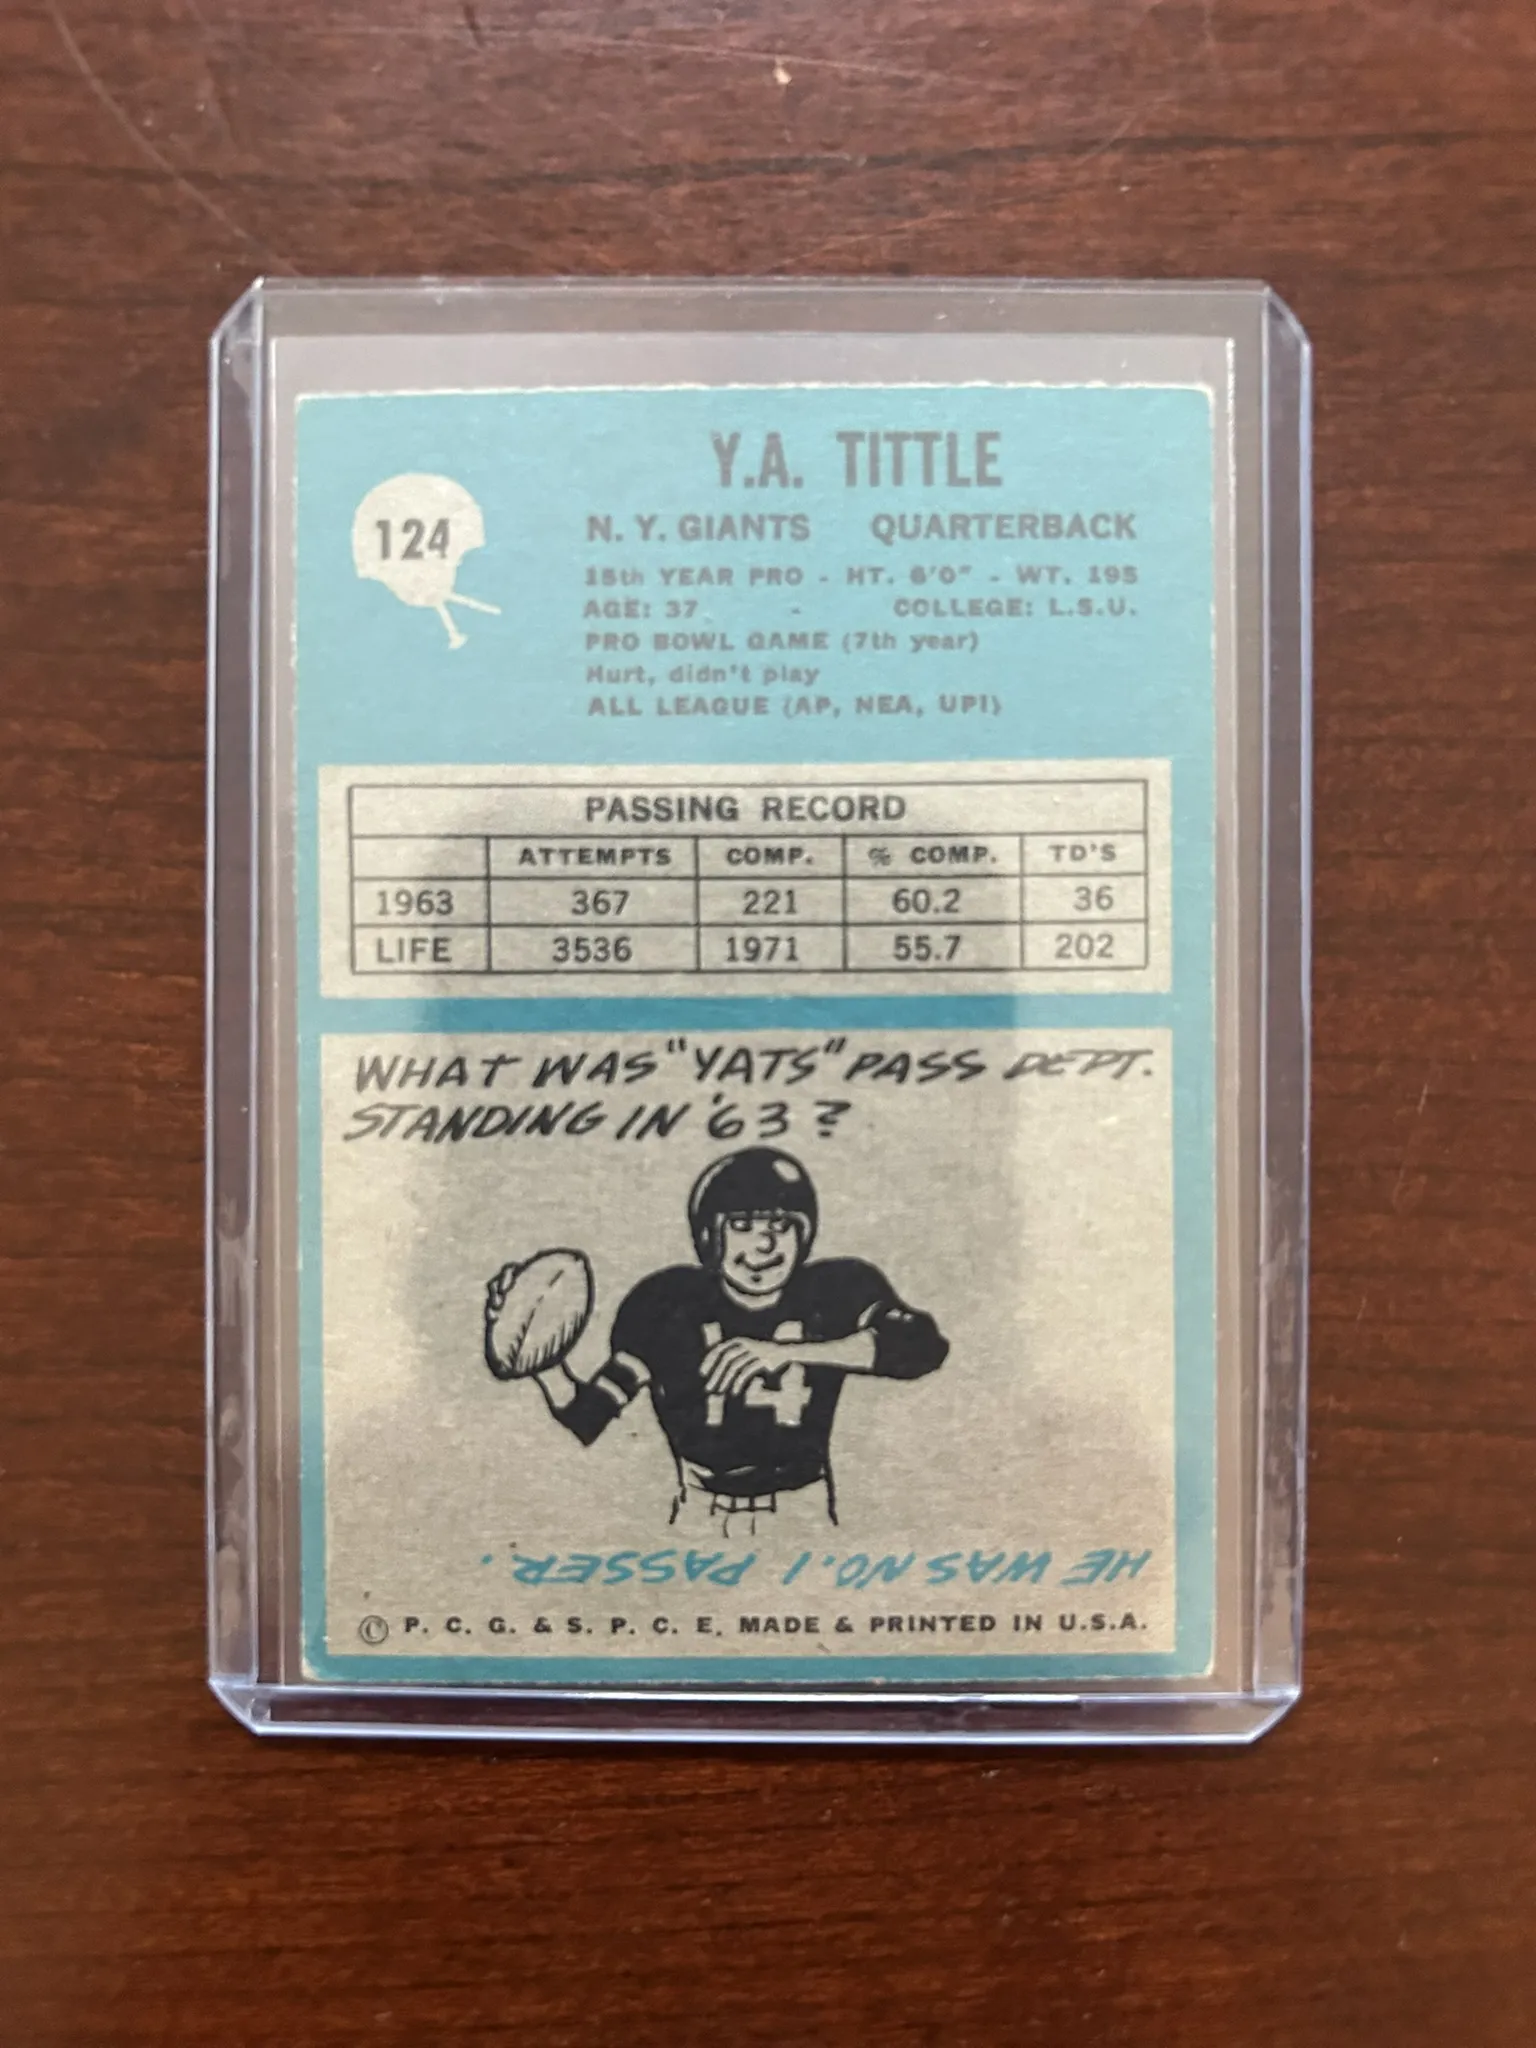 Y.A. TITTLE
124
N. Y. GIANTS QUARTERBACK
15th YEAR PRO - HT. 6'0" - WT. 195
AGE: 37 - COLLEGE: L.S.U.
PRO BOWL GAME (7th year)
Hurt, didn't play
ALL LEAGUE (AP, NEA, UPI)
PASSING RECORD
ATTEMPTS COMP. % COMP. TD'S
1963 367 221 60.2 36
LIFE 3536 1971 55.7 202
WHAT WAS "YATS" PASS DEPT.
STANDING IN '63?
14
HE WAS NO. 1 PASSER.
© P. C. G. & S. P. C. E. MADE & PRINTED IN U.S.A.